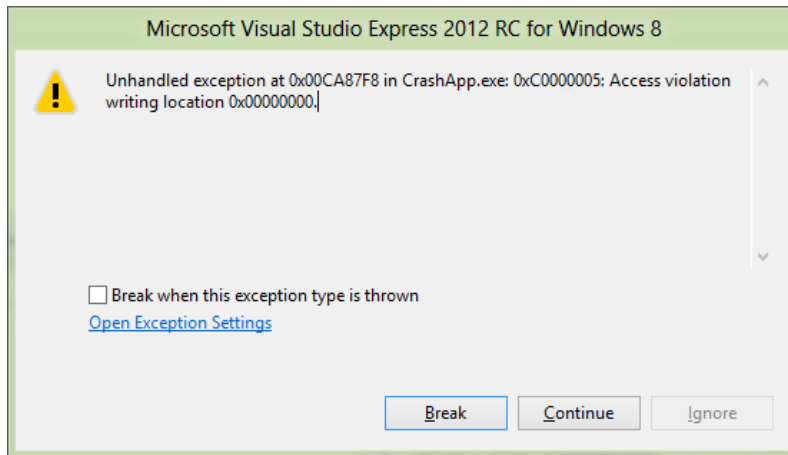 Microsoft Visual Studio Express 2012 RC for Windows 8
Unhandled exception at 0x00CA87F8 in CrashApp.exe: 0xC0000005: Access violation
writing location 0x00000000.
Break when this exception type is thrown
Open Exception Settings
Break
Continue
Ignore